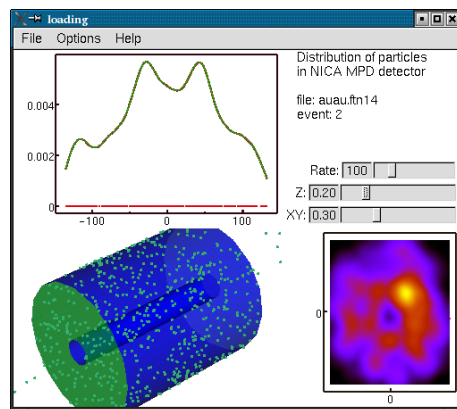 loading
File Options Help
Distribution of particles
in NICA MPD detector
file: auau.ftn14
event: 2
0.004
0.002
0
-100 0 100
Rate: 100
Z: 0.20
XY: 0.30
0
0